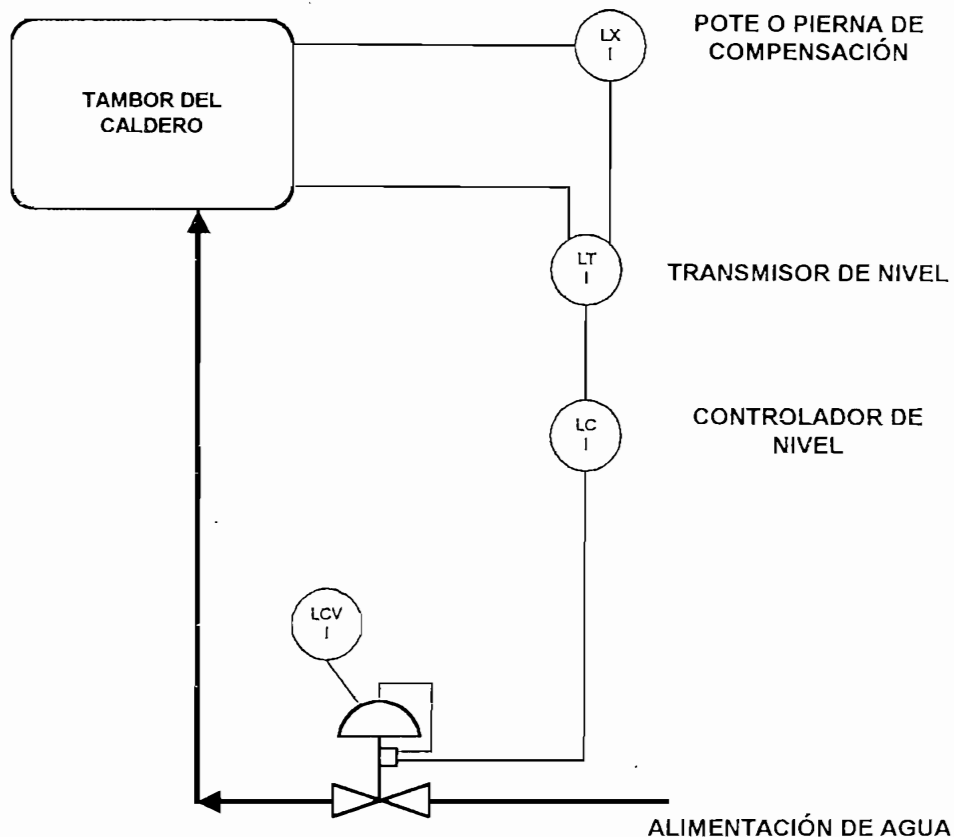 LX
I
POTE O PIERNA DE
COMPENSACIÓN
TAMBOR DEL
CALDERO
LT
I
TRANSMISOR DE NIVEL
LC
I
CONTROLADOR DE
NIVEL
LCV
I
ALIMENTACIÓN DE AGUA